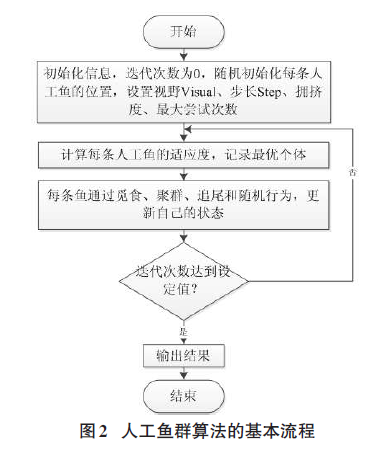 开始
初始化信息，迭代次数为0，随机初始化每条人
工鱼的位置，设置视野Visual、步长Step、拥挤
度、最大尝试次数
计算每条人工鱼的适应度，记录最优个体
每条鱼通过觅食、聚群、追尾和随机行为，更
新自己的状态
否
迭代次数达到设
定值？
是
输出结果
结束
图2 人工鱼群算法的基本流程